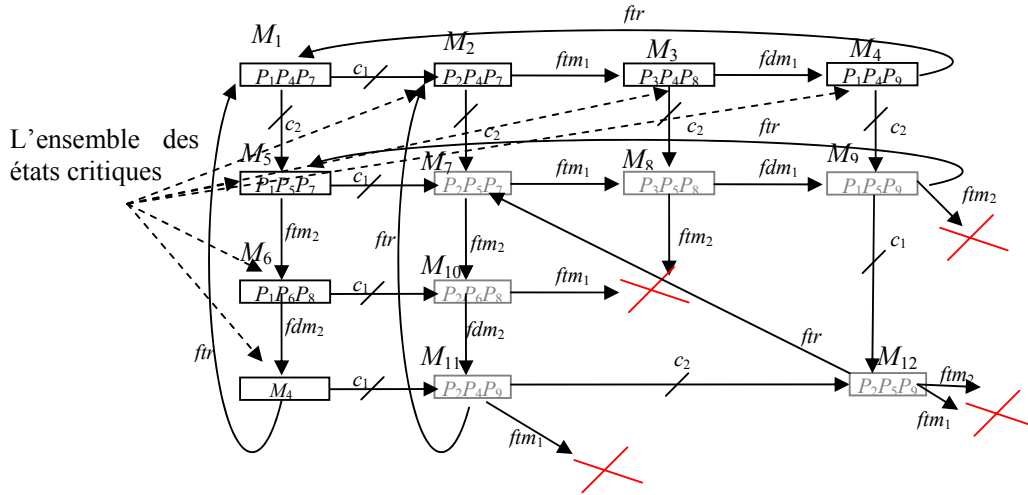 ftr
M1 M2 M3 M4
P1P4P7 c1 P2P4P7 ftm1 P3P4P8 fdm1 P1P4P9
c2 c2 c2 c2
ftr
L'ensemble des
états critiques
M5 M7 M8 M9
P1P5P7 c1 P2P5P7 ftm1 P3P5P8 fdm1 P1P5P9
ftm2
ftm2 ftr ftm2 ftm2 c1
M6 M10
P1P6P8 c1 P2P6P8 ftm1
fdm2 fdm2
ftr ftr
M11 M12
M4 c1 P2P4P9 c2 P2P5P9 ftm2
ftm1
ftm1